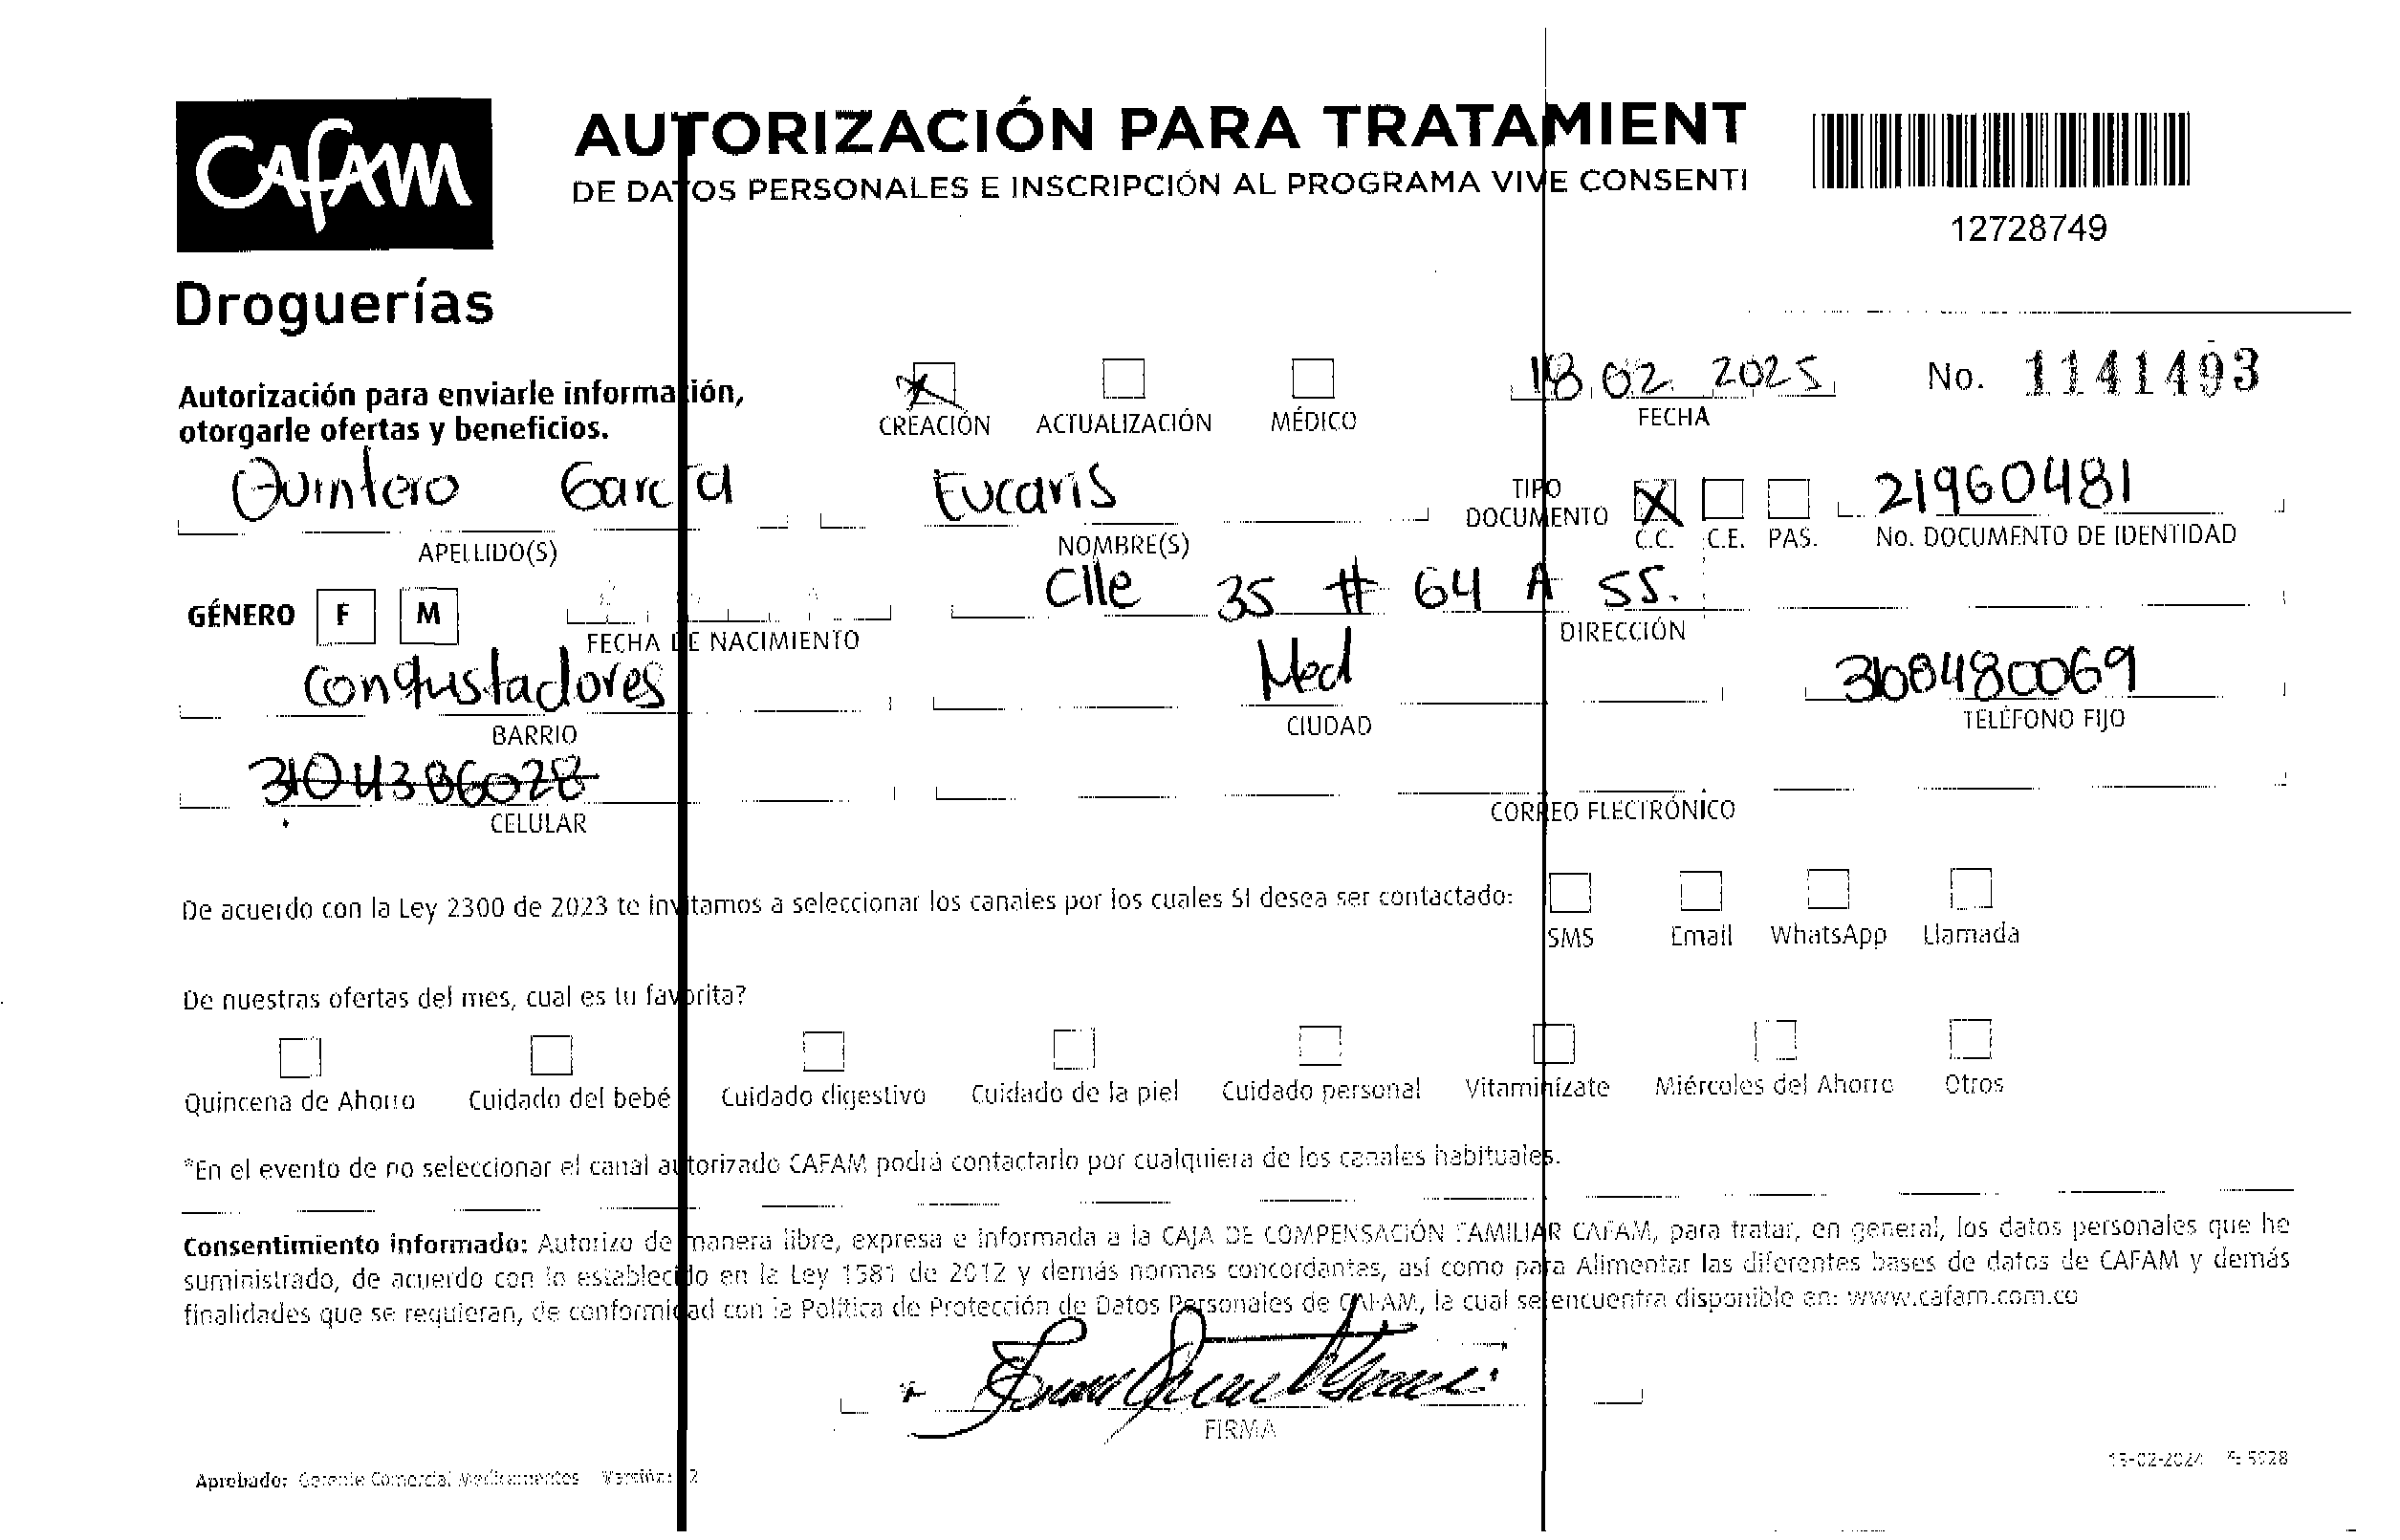 CAFAM
Droguerías
AUTORIZACIÓN PARA TRATAMIENT
DE DATOS PERSONALES E INSCRIPCIÓN AL PROGRAMA VIVE CONSENTI
12728749
Autorización para enviarle información,
otorgarle ofertas y beneficios.
X
CREACIÓN ACTUALIZACIÓN MÉDICO
18 02 2025
FECHA
No. 1141493
Quintero Garcia Eucaris
APELLIDO(S) NOMBRE(S)
TIPO
DOCUMENTO X 21960481
C.C. C.E. PAS. No. DOCUMENTO DE IDENTIDAD
GÉNERO F M
FECHA DE NACIMIENTO
Clle 35 # 64 A 55.
DIRECCIÓN
Conqustadores Med
BARRIO CIUDAD TELÉFONO FIJO
3104386028
CELULAR CORREO ELECTRÓNICO
De acuerdo con la Ley 2300 de 2023 te invitamos a seleccionar los canales por los cuales SI desea ser contactado:
SMS Email WhatsApp Llamada
De nuestras ofertas del mes, cual es tu favorita?
Quincena de Ahorro Cuidado del bebé Cuidado digestivo Cuidado de la piel Cuidado personal Vitaminízate Miércoles del Ahorro Otros
*En el evento de no seleccionar el canal autorizado CAFAM podrá contactarlo por cualquiera de los canales habituales.
Consentimiento informado: Autorizo de manera libre, expresa e informada a la CAJA DE COMPENSACIÓN FAMILIAR CAFAM, para tratar, en general, los datos personales que he
suministrado, de acuerdo con lo establecido en la Ley 1581 de 2012 y demás normas concordantes, así como para Alimentar las diferentes bases de datos de CAFAM y demás
finalidades que se requieran, de conformidad con la Política de Protección de Datos Personales de CAFAM, la cual se encuentra disponible en: www.cafam.com.co
FIRMA
Aprobado: Gerente Comercial Medicamentos Versión: 2
15-02-2024 5928